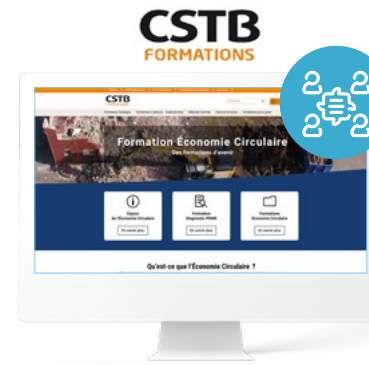 CSTB
FORMATIONS
CSTB
Formation Économie Circulaire
Des formations d'avenir
Enjeux
de l'Économie Circulaire
En savoir plus
Formation
Diagnostic PEMD
En savoir plus
Formations
Économie Circulaire
En savoir plus
Qu'est-ce que l'Économie Circulaire ?